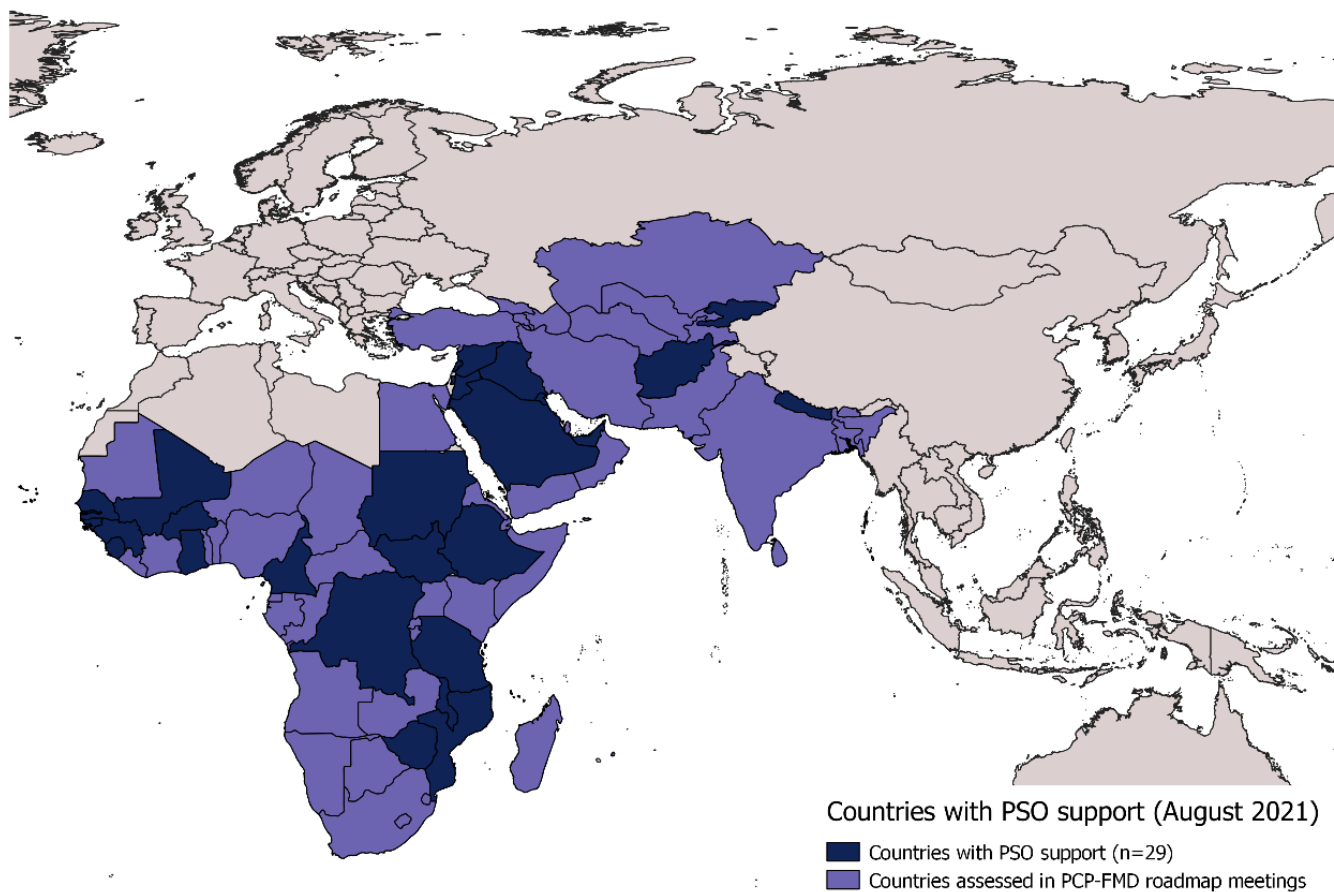 Countries with PSO support (August 2021)
Countries with PSO support (n=29)
Countries assessed in PCP-FMD roadmap meetings